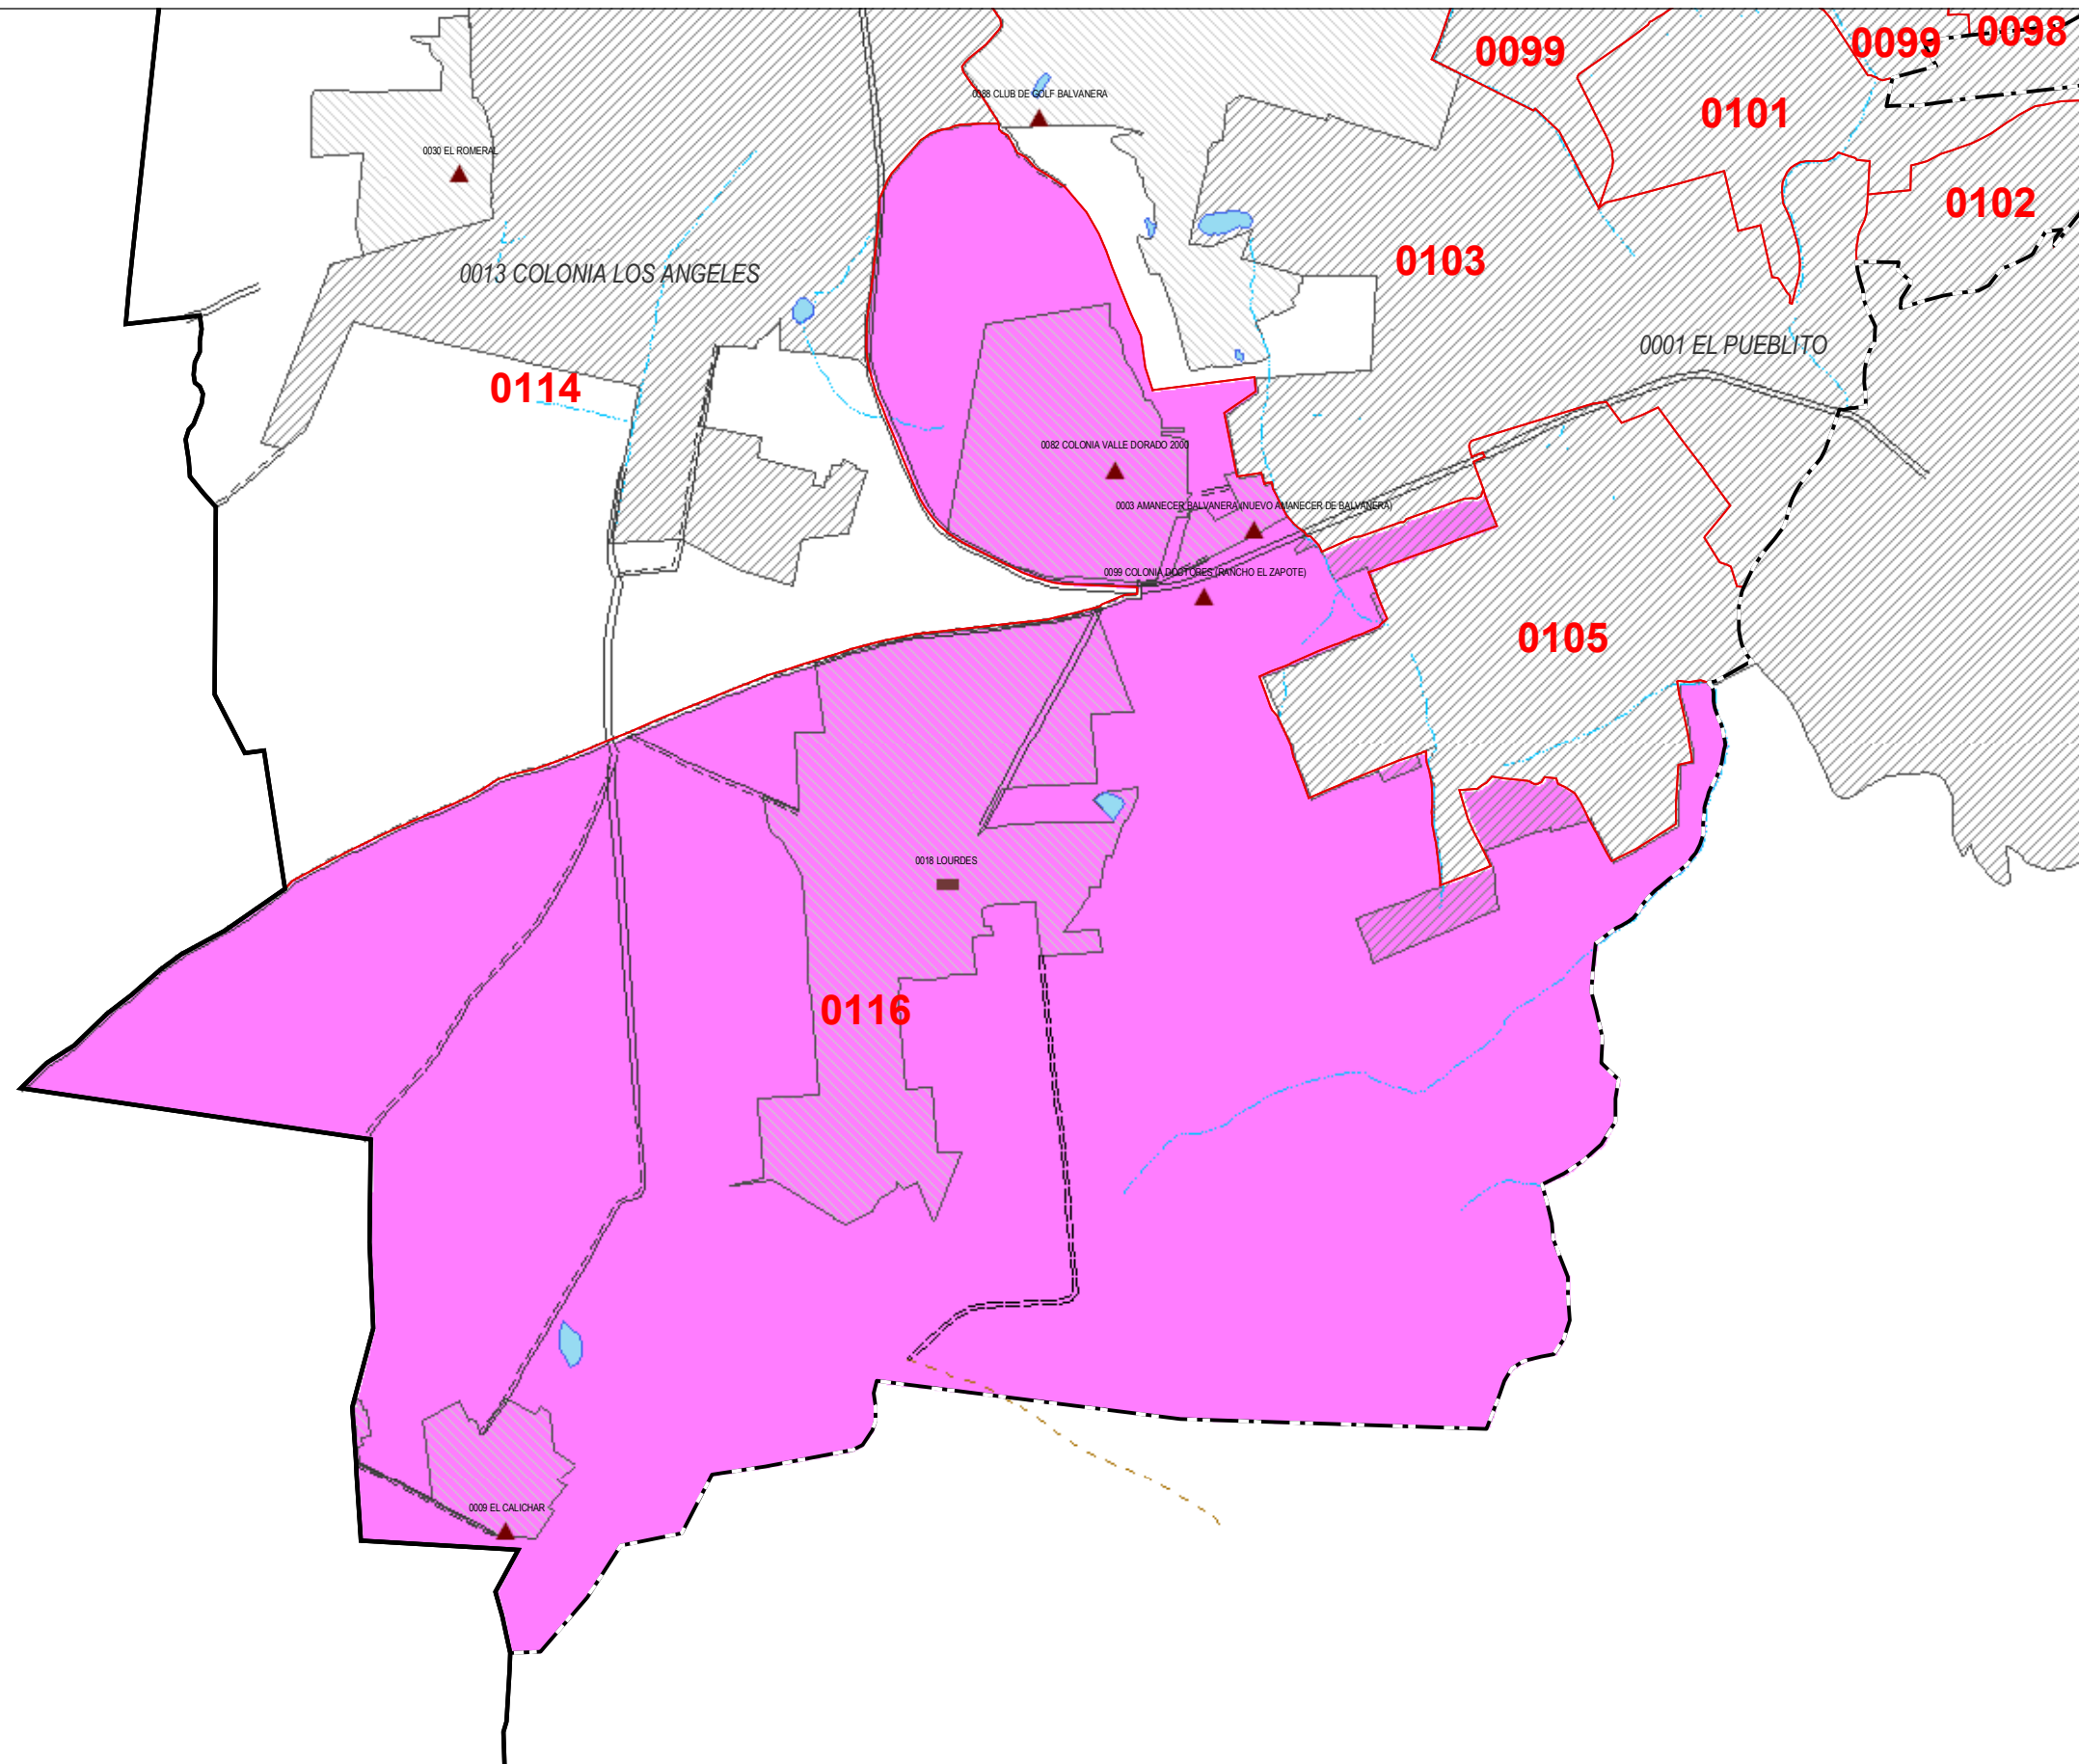 0099
0099
0098
0088 CLUB DE GOLF BALVANERA
0101
0030 EL ROMERAL
0102
0103
0013 COLONIA LOS ANGELES
0001 EL PUEBLITO
0114
0082 COLONIA VALLE DORADO 2000
0003 AMANECER BALVANERA (NUEVO AMANECER DE BALVANERA)
0099 COLONIA DOCTORES (RANCHO EL ZAPOTE)
0105
0018 LOURDES
0116
0009 EL CALICHAR